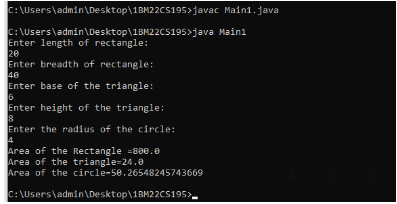 C:\Users\admin\Desktop\1BM22CS195>javac Main1.java
C:\Users\admin\Desktop\1BM22CS195>java Main1
Enter length of rectangle:
20
Enter breadth of rectangle:
40
Enter base of the triangle:
6
Enter height of the triangle:
8
Enter the radius of the circle:
4
Area of the Rectangle =800.0
Area of the triangle=24.0
Area of the circle=50.26548245743669
C:\Users\admin\Desktop\1BM22CS195>